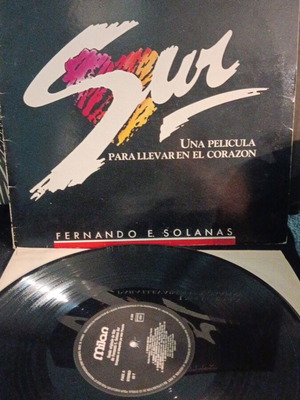 Sur
UNA PELICULA
PARA LLEVAR EN EL CORAZON
FERNANDO E. SOLANAS
milan